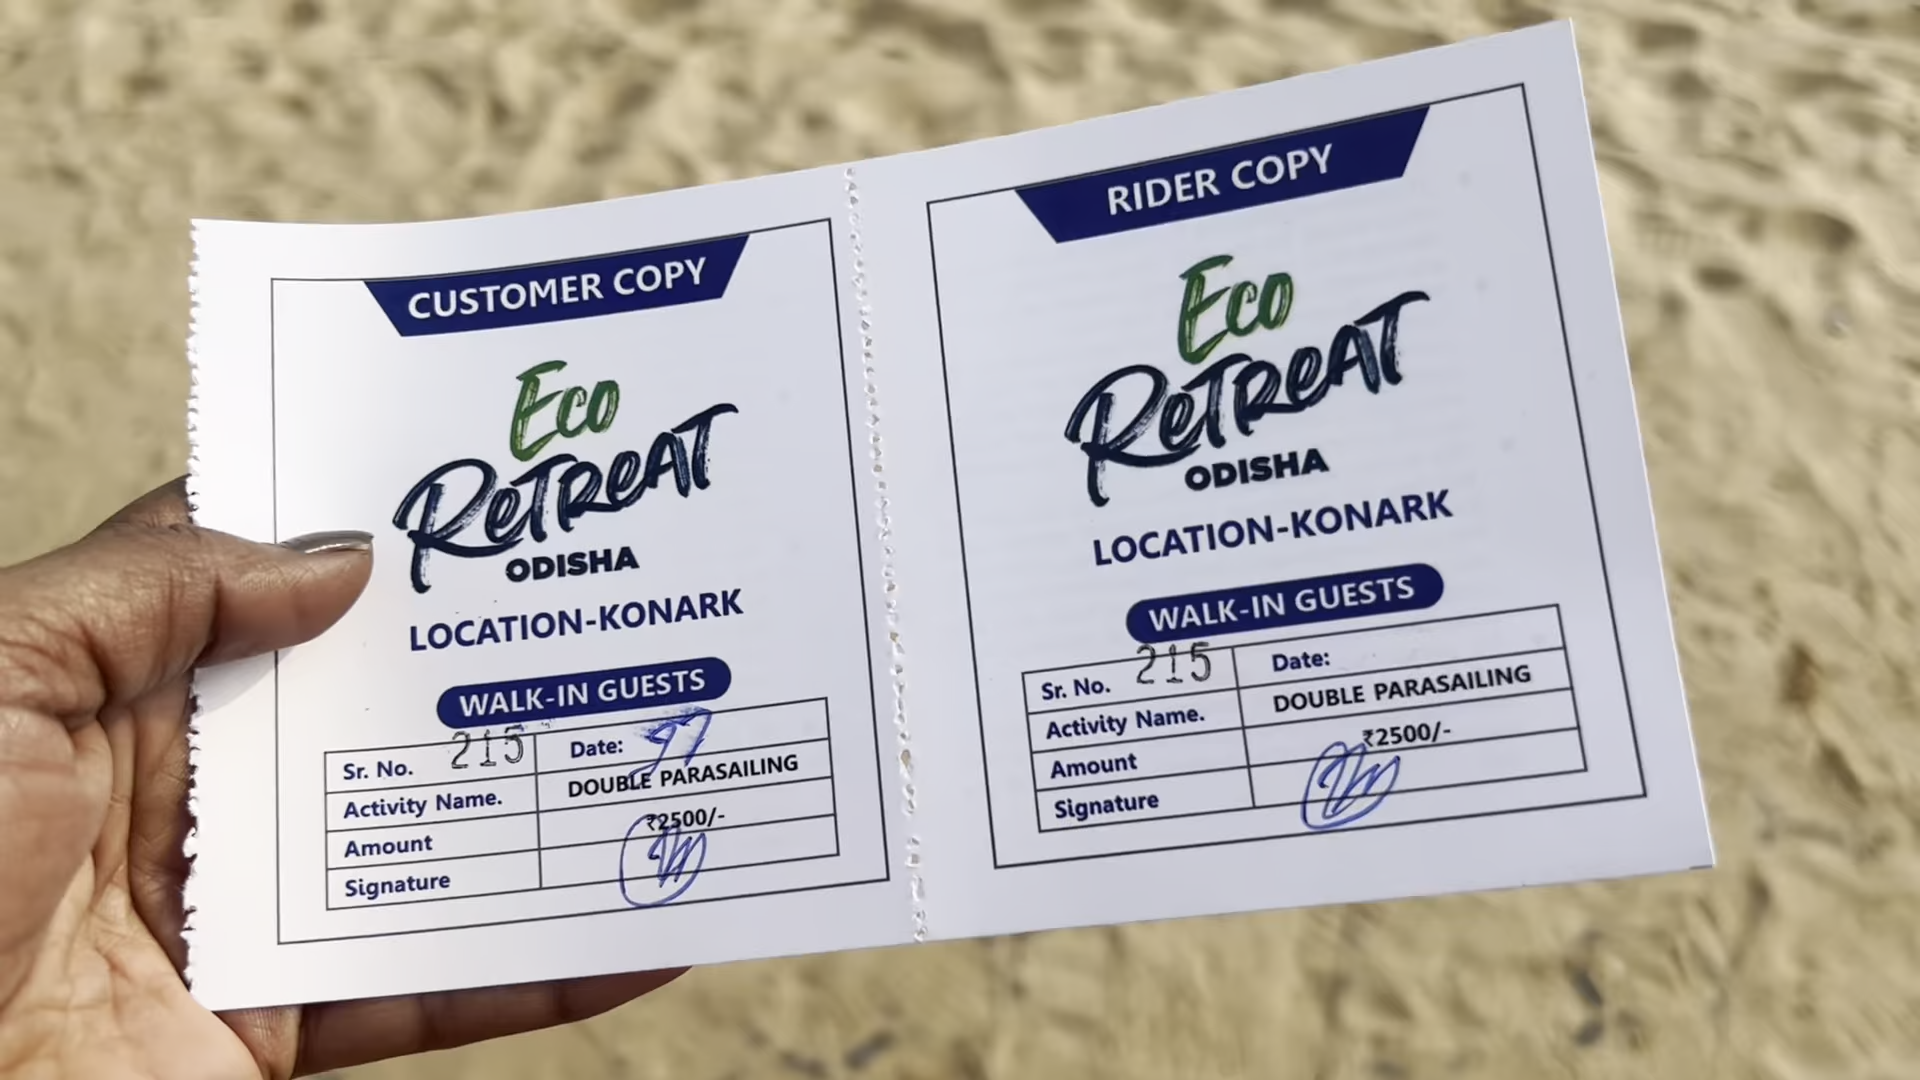 CUSTOMER COPY
Eco
ReTReAT
ODISHA
LOCATION-KONARK
WALK-IN GUESTS
Sr. No. 215 Date:
Activity Name. DOUBLE PARASAILING
Amount ₹2500/-
Signature
RIDER COPY
Eco
ReTReAT
ODISHA
LOCATION-KONARK
WALK-IN GUESTS
Sr. No. 215 Date:
Activity Name. DOUBLE PARASAILING
Amount ₹2500/-
Signature